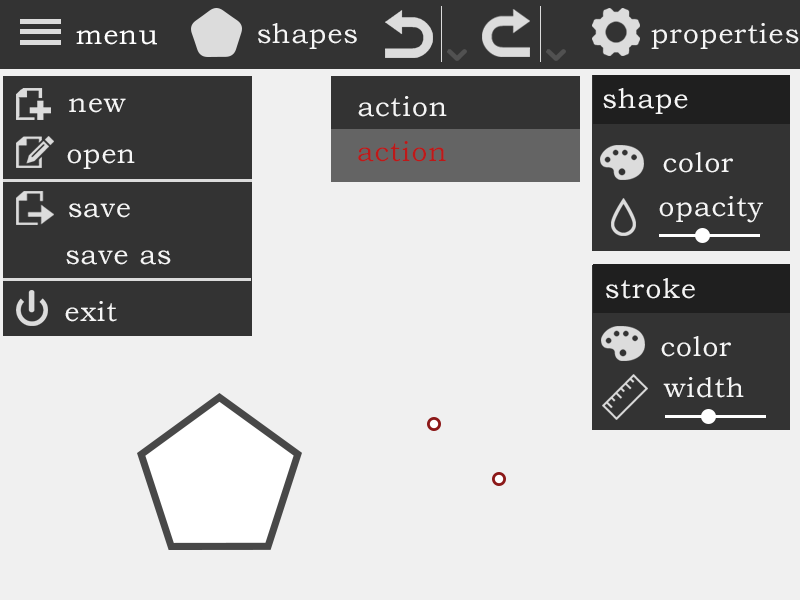 menu
shapes
properties
new
open
save
save as
exit
action
action
shape
color
opacity
stroke
color
width